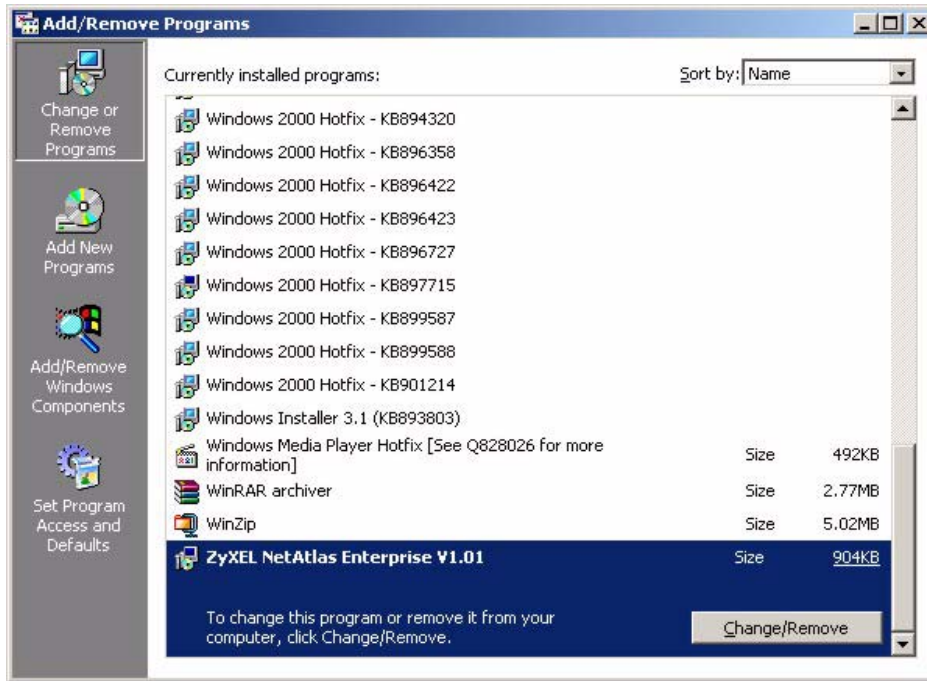 Add/Remove Programs
Change or
Remove
Programs
Add New
Programs
Add/Remove
Windows
Components
Set Program
Access and
Defaults
Currently installed programs:
Sort by: Name
Windows 2000 Hotfix - KB894320
Windows 2000 Hotfix - KB896358
Windows 2000 Hotfix - KB896422
Windows 2000 Hotfix - KB896423
Windows 2000 Hotfix - KB896727
Windows 2000 Hotfix - KB897715
Windows 2000 Hotfix - KB899587
Windows 2000 Hotfix - KB899588
Windows 2000 Hotfix - KB901214
Windows Installer 3.1 (KB893803)
Windows Media Player Hotfix [See Q828026 for more
information] Size 492KB
WinRAR archiver Size 2.77MB
WinZip Size 5.02MB
ZyXEL NetAtlas Enterprise V1.01 Size 904KB
To change this program or remove it from your
computer, click Change/Remove.
Change/Remove